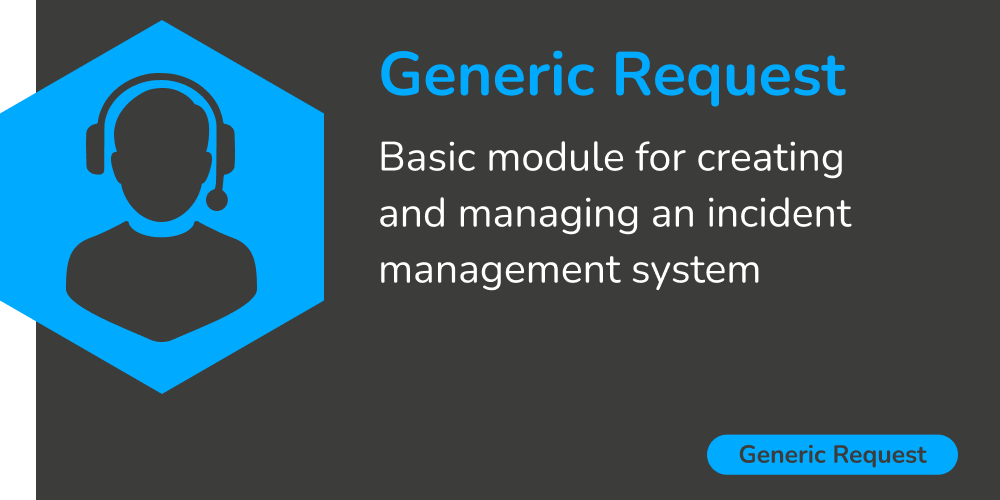 Generic Request
Basic module for creating
and managing an incident
management system
Generic Request